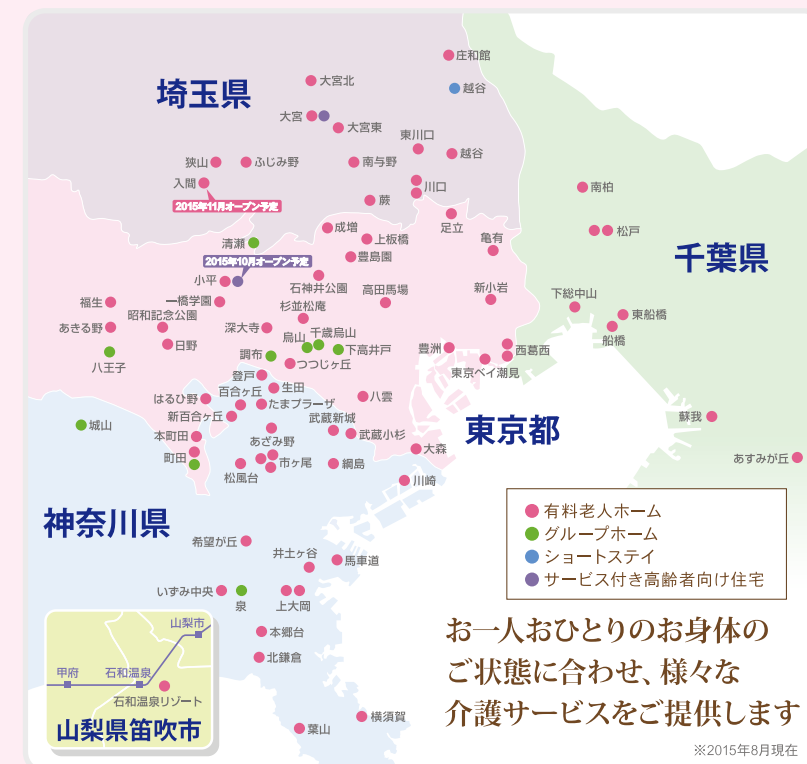 庄和館
大宮北
越谷
埼玉県
大宮
大宮東
東川口
越谷
狭山
ふじみ野
南与野
入間
川口
南柏
2015年11月オープン予定
蕨
足立
成増
上板橋
亀有
松戸
清瀬
豊島園
千葉県
2015年10月オープン予定
小平
石神井公園
高田馬場
新小岩
下総中山
福生
一橋学園
昭和記念公園
杉並松庵
東船橋
あきる野
深大寺
烏山
千歳烏山
船橋
日野
調布
下高井戸
豊洲
西葛西
八王子
つつじヶ丘
東京ベイ潮見
登戸
百合ヶ丘
生田
はるひ野
たまプラーザ
八雲
新百合ヶ丘
武蔵新城
蘇我
城山
本町田
あざみ野
武蔵小杉
東京都
町田
市ヶ尾
綱島
大森
あすみが丘
松風台
川崎
神奈川県
有料老人ホーム
グループホーム
ショートステイ
サービス付き高齢者向け住宅
希望が丘
井土ヶ谷
馬車道
いずみ中央
泉
上大岡
本郷台
北鎌倉
葉山
横須賀
山梨市
甲府
石和温泉
石和温泉リゾート
山梨県笛吹市
お一人おひとりのお身体の
ご状態に合わせ、様々な
介護サービスをご提供します
※2015年8月現在